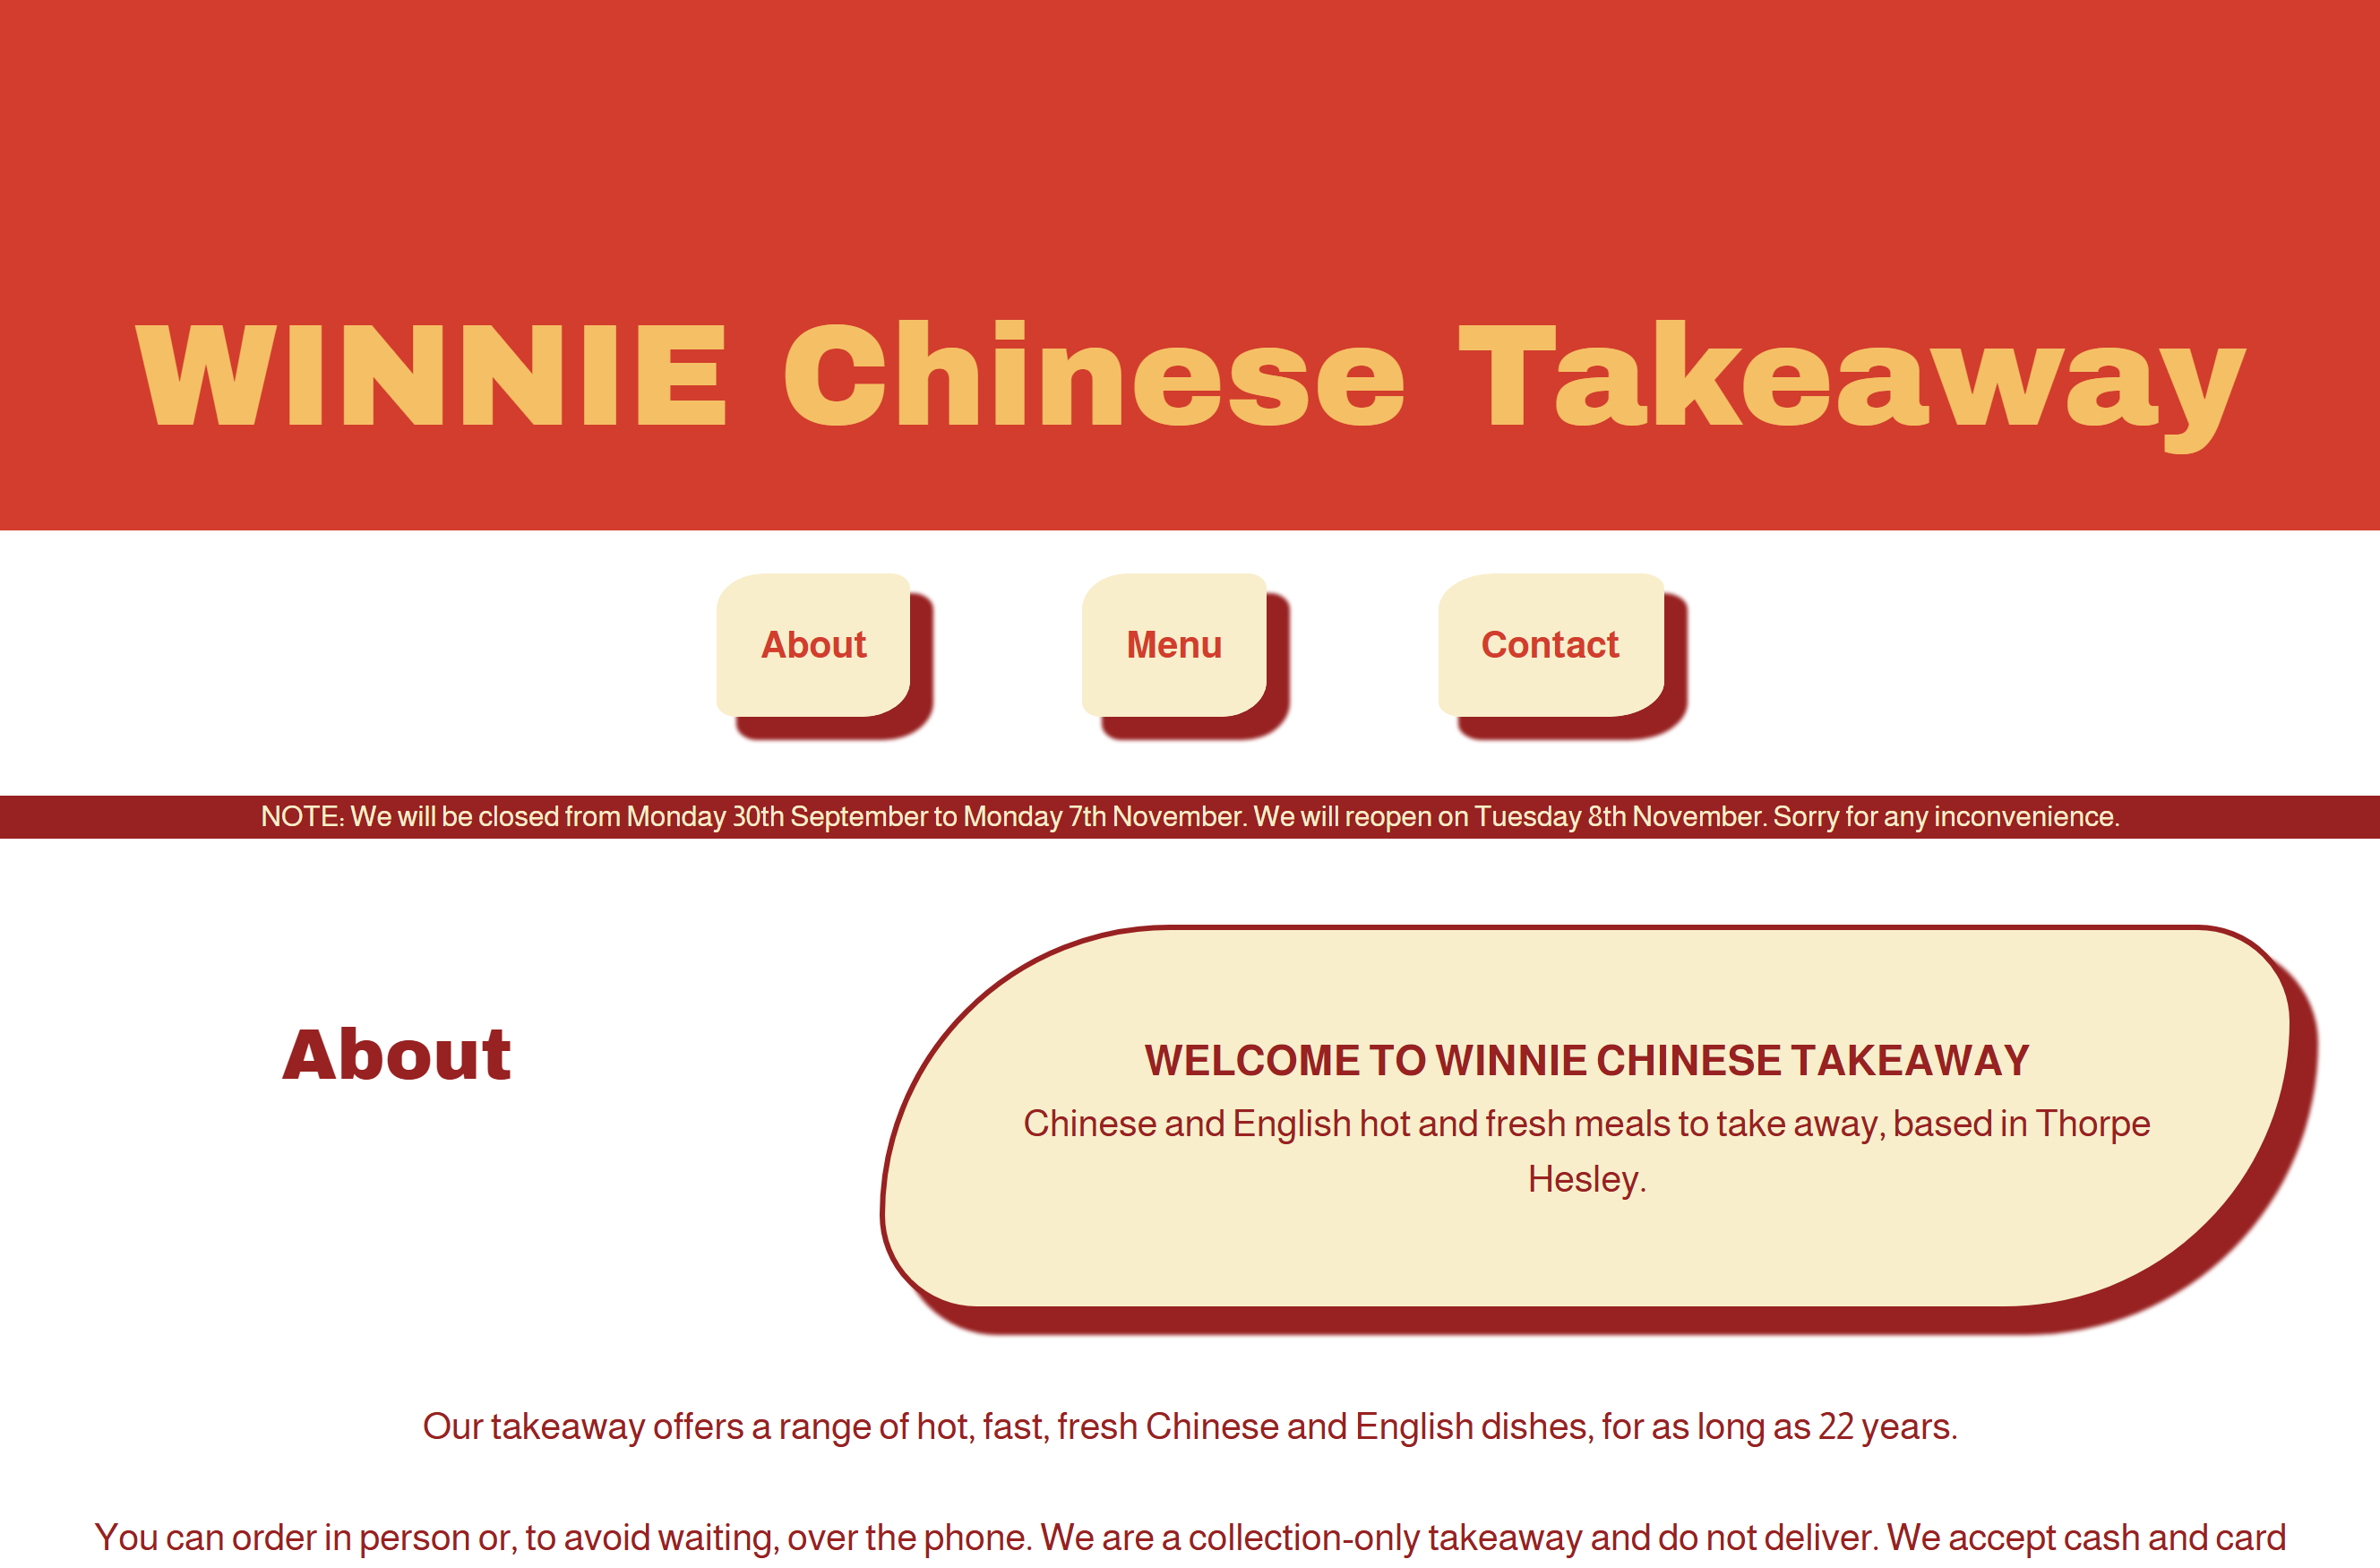 WINNIE Chinese Takeaway
About
Menu
Contact
NOTE: We will be closed from Monday 30th September to Monday 7th November. We will reopen on Tuesday 8th November. Sorry for any inconvenience.
About
WELCOME TO WINNIE CHINESE TAKEAWAY
Chinese and English hot and fresh meals to take away, based in Thorpe
Hesley.
Our takeaway offers a range of hot, fast, fresh Chinese and English dishes, for as long as 22 years.
You can order in person or, to avoid waiting, over the phone. We are a collection-only takeaway and do not deliver. We accept cash and card